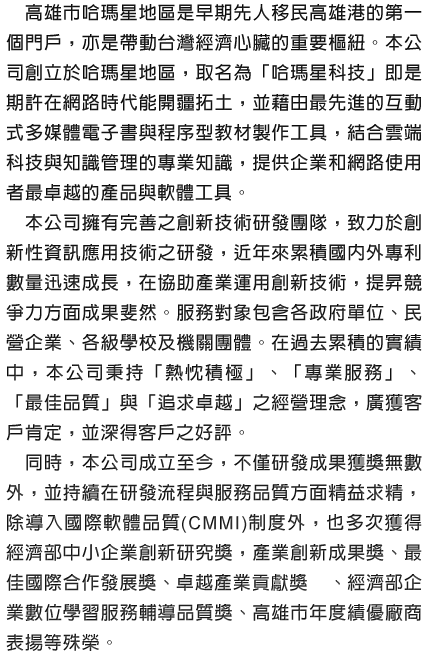 高雄市哈瑪星地區是早期先人移民高雄港的第一
個門戶，亦是帶動台灣經濟心臟的重要樞紐。本公
司創立於哈瑪星地區，取名為「哈瑪星科技」即是
期許在網路時代能開疆拓土，並藉由最先進的互動
式多媒體電子書與程序型教材製作工具，結合雲端
科技與知識管理的專業知識，提供企業和網路使用
者最卓越的產品與軟體工具。
本公司擁有完善之創新技術研發團隊，致力於創
新性資訊應用技術之研發，近年來累積國內外專利
數量迅速成長，在協助產業運用創新技術，提昇競
爭力方面成果斐然。服務對象包含各政府單位、民
營企業、各級學校及機關團體。在過去累積的實績
中，本公司秉持「熱忱積極」、「專業服務」、
「最佳品質」與「追求卓越」之經營理念，廣獲客
戶肯定，並深得客戶之好評。
同時，本公司成立至今，不僅研發成果獲獎無數
外，並持續在研發流程與服務品質方面精益求精，
除導入國際軟體品質(CMMI)制度外，也多次獲得
經濟部中小企業創新研究獎，產業創新成果獎、最
佳國際合作發展獎、卓越產業貢獻獎　、經濟部企
業數位學習服務輔導品質獎、高雄市年度績優廠商
表揚等殊榮。